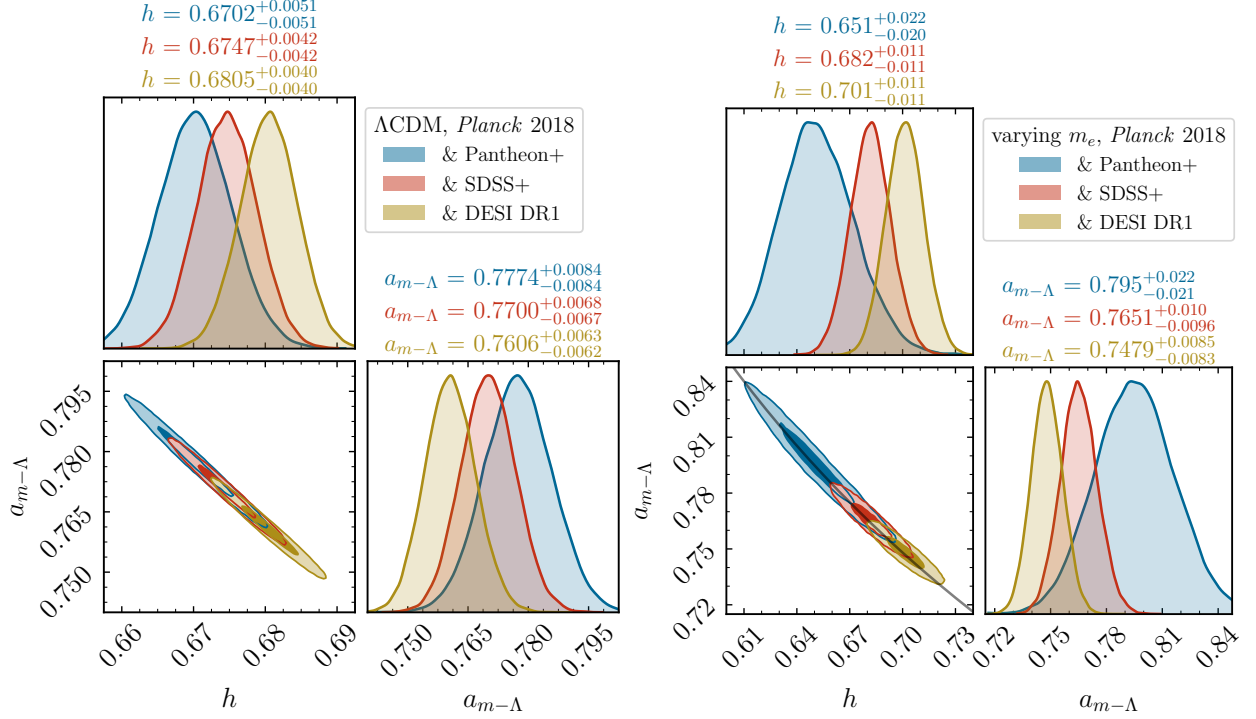 h = 0.6702^{+0.0051}_{-0.0051}
h = 0.6747^{+0.0042}_{-0.0042}
h = 0.6805^{+0.0040}_{-0.0040}
ΛCDM, Planck 2018
& Pantheon+
& SDSS+
& DESI DR1
a_{m-Λ} = 0.7774^{+0.0084}_{-0.0084}
a_{m-Λ} = 0.7700^{+0.0068}_{-0.0067}
a_{m-Λ} = 0.7606^{+0.0063}_{-0.0062}
a_{m-Λ}
0.795
0.780
0.765
0.750
0.66 0.67 0.68 0.69
h
0.750 0.765 0.780 0.795
a_{m-Λ}
h = 0.651^{+0.022}_{-0.020}
h = 0.682^{+0.011}_{-0.011}
h = 0.701^{+0.011}_{-0.011}
varying m_e, Planck 2018
& Pantheon+
& SDSS+
& DESI DR1
a_{m-Λ} = 0.795^{+0.022}_{-0.021}
a_{m-Λ} = 0.7651^{+0.010}_{-0.0096}
a_{m-Λ} = 0.7479^{+0.0085}_{-0.0083}
a_{m-Λ}
0.84
0.81
0.78
0.75
0.72
0.61 0.64 0.67 0.70 0.73
h
0.72 0.75 0.78 0.81 0.84
a_{m-Λ}